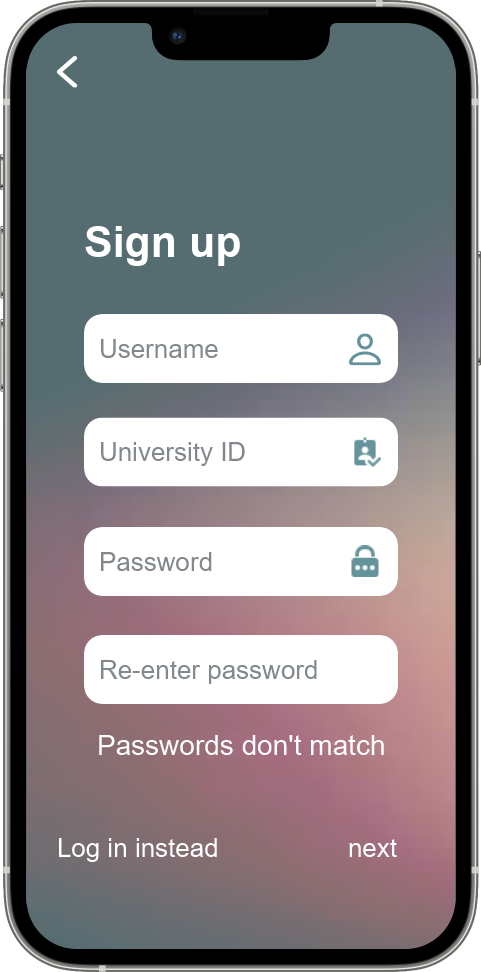 Sign up
Username
University ID
Password
Re-enter password
Passwords don't match
Log in instead
next